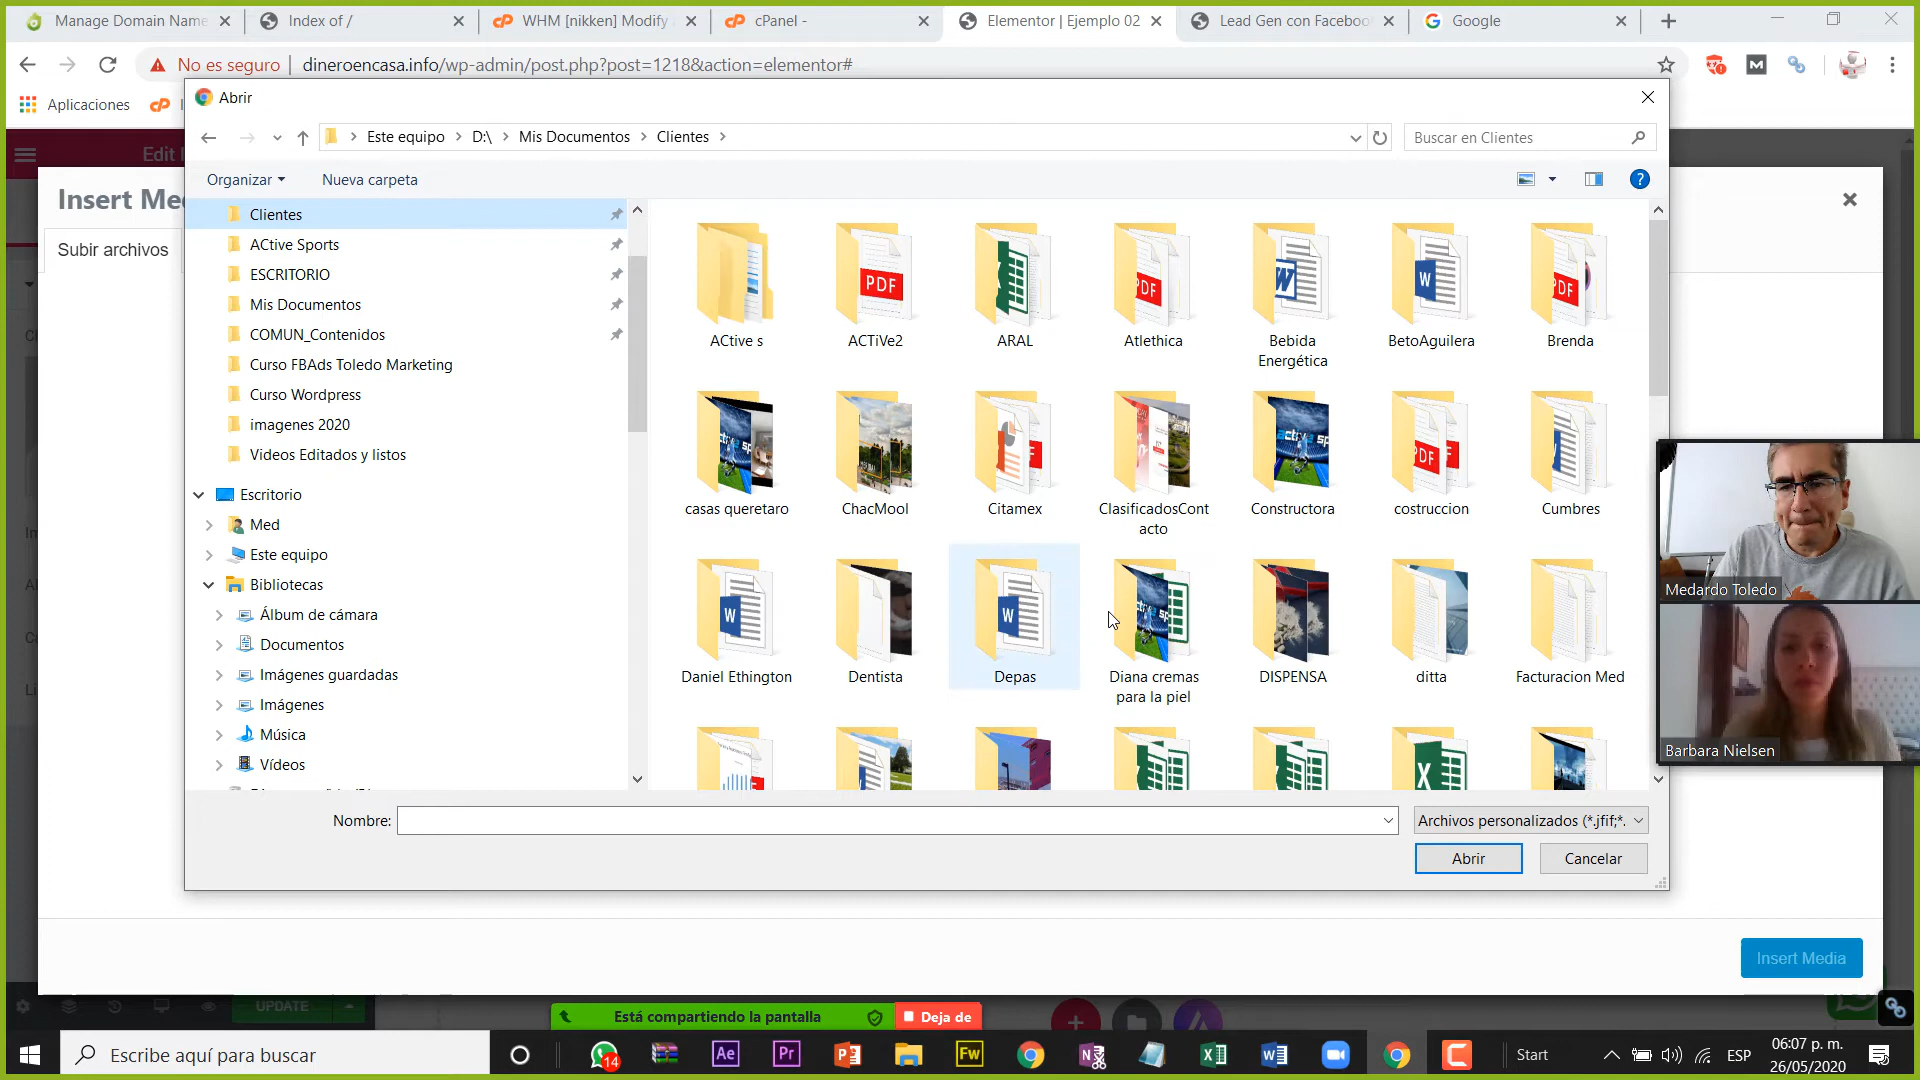 Manage Domain Name
Index of /
WHM [nikken] Modify
cPanel -
Elementor | Ejemplo 02
Lead Gen con Faceboo
Google
No es seguro
dineroencasa.info/wp-admin/post.php?post=1218&action=elementor#
Aplicaciones
Abrir
Este equipo
D:\
Mis Documentos
Clientes
Buscar en Clientes
Edit
Organizar
Nueva carpeta
Insert Me
Subir archivos
Clientes
ACtive Sports
ESCRITORIO
Mis Documentos
COMUN_Contenidos
Curso FBAds Toledo Marketing
Curso Wordpress
imagenes 2020
Videos Editados y listos
Escritorio
Med
Este equipo
Bibliotecas
Álbum de cámara
Documentos
Imágenes guardadas
Imágenes
Música
Vídeos
ACtive s
ACTiVe2
ARAL
Atlethica
Bebida
Energética
BetoAguilera
Brenda
casas queretaro
ChacMool
Citamex
ClasificadosCont
acto
Constructora
costruccion
Cumbres
Daniel Ethington
Dentista
Depas
Diana cremas
para la piel
DISPENSA
ditta
Facturacion Med
Medardo Toledo
Barbara Nielsen
Nombre:
Archivos personalizados (*.jfif;*.
Abrir
Cancelar
Insert Media
UPDATE
Está compartiendo la pantalla
Deja de
Escribe aquí para buscar
14
Start
ESP
06:07 p. m.
26/05/2020